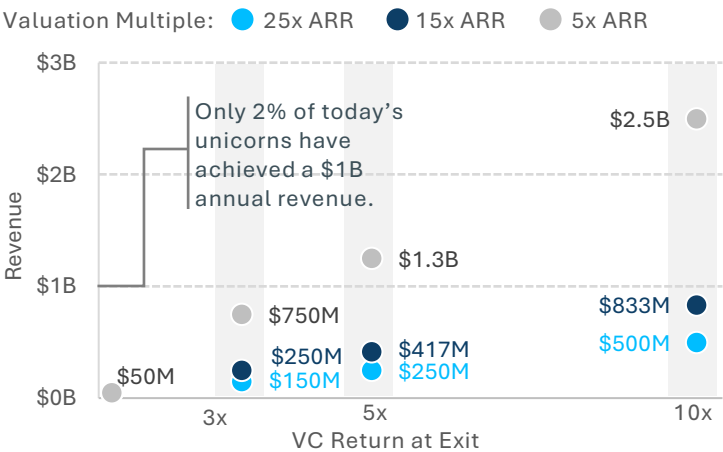 Valuation Multiple: 25x ARR 15x ARR 5x ARR
$3B
Only 2% of today's
unicorns have
achieved a $1B
annual revenue.
$2.5B
$2B
Revenue
$1.3B
$1B
$833M
$750M
$500M
$250M
$417M
$150M
$250M
$50M
$0B
3x
5x
10x
VC Return at Exit